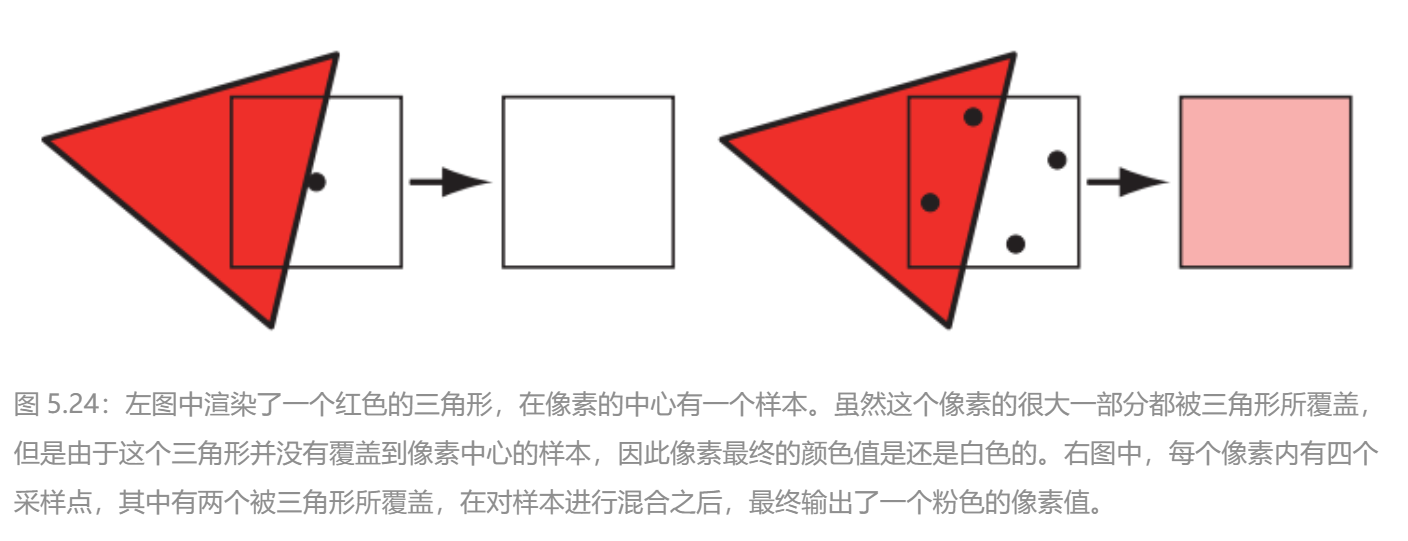 图 5.24：左图中渲染了一个红色的三角形，在像素的中心有一个样本。虽然这个像素的很大一部分都被三角形所覆盖，
但是由于这个三角形并没有覆盖到像素中心的样本，因此像素最终的颜色值是还是白色的。右图中，每个像素内有四个
采样点，其中有两个被三角形所覆盖，在对样本进行混合之后，最终输出了一个粉色的像素值。